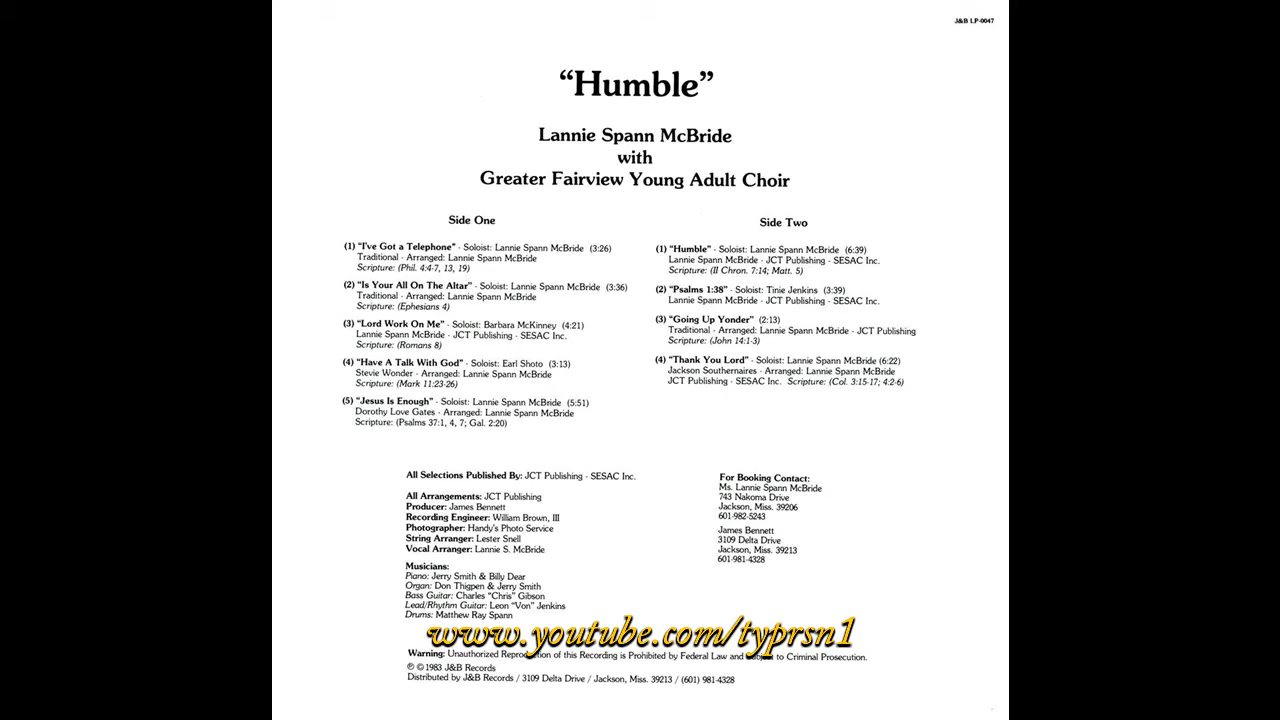 J&B LP-0047
“Humble”
Lannie Spann McBride
with
Greater Fairview Young Adult Choir
Side One
(1) “I’ve Got a Telephone” - Soloist: Lannie Spann McBride (3:26)
Traditional - Arranged: Lannie Spann McBride
Scripture: (Phil. 4:4-7, 13, 19)
(2) “Is Your All On The Altar” - Soloist: Lannie Spann McBride (3:36)
Traditional - Arranged: Lannie Spann McBride
Scripture: (Ephesians 4)
(3) “Lord Work On Me” - Soloist: Barbara McKinney (4:21)
Lannie Spann McBride - JCT Publishing - SESAC Inc.
Scripture: (Romans 8)
(4) “Have A Talk With God” - Soloist: Earl Shoto (3:13)
Stevie Wonder - Arranged: Lannie Spann McBride
Scripture: (Mark 11:23-26)
(5) “Jesus Is Enough” - Soloist: Lannie Spann McBride (5:51)
Dorothy Love Gates - Arranged: Lannie Spann McBride
Scripture: (Psalms 37:1, 4, 7; Gal. 2:20)
Side Two
(1) “Humble” - Soloist: Lannie Spann McBride (6:39)
Lannie Spann McBride - JCT Publishing - SESAC Inc.
Scripture: (II Chron. 7:14; Matt. 5)
(2) “Psalms 1:38” - Soloist: Tinie Jenkins (3:39)
Lannie Spann McBride - JCT Publishing - SESAC Inc.
(3) “Going Up Yonder” (2:13)
Traditional - Arranged: Lannie Spann McBride - JCT Publishing
Scripture: (John 14:1-3)
(4) “Thank You Lord” - Soloist: Lannie Spann McBride (6:22)
Jackson Southernaires - Arranged: Lannie Spann McBride
JCT Publishing - SESAC Inc. Scripture: (Col. 3:15-17; 4:2-6)
All Selections Published By: JCT Publishing - SESAC Inc.
All Arrangements: JCT Publishing
Producer: James Bennett
Recording Engineer: William Brown, III
Photographer: Handy’s Photo Service
String Arranger: Lester Snell
Vocal Arranger: Lannie S. McBride
Musicians:
Piano: Jerry Smith & Billy Dear
Organ: Don Thigpen & Jerry Smith
Bass Guitar: Charles “Chris” Gibson
Lead/Rhythm Guitar: Leon “Von” Jenkins
Drums: Matthew Ray Spann
For Booking Contact:
Ms. Lannie Spann McBride
743 Nakoma Drive
Jackson, Miss. 39206
601-982-5243
James Bennett
3109 Delta Drive
Jackson, Miss. 39213
601-981-4328
www.youtube.com/typrsn1
Warning: Unauthorized Reproduction of this Recording is Prohibited by Federal Law and Subject to Criminal Prosecution.
℗ © 1983 J&B Records
Distributed by J&B Records / 3109 Delta Drive / Jackson, Miss. 39213 / (601) 981-4328